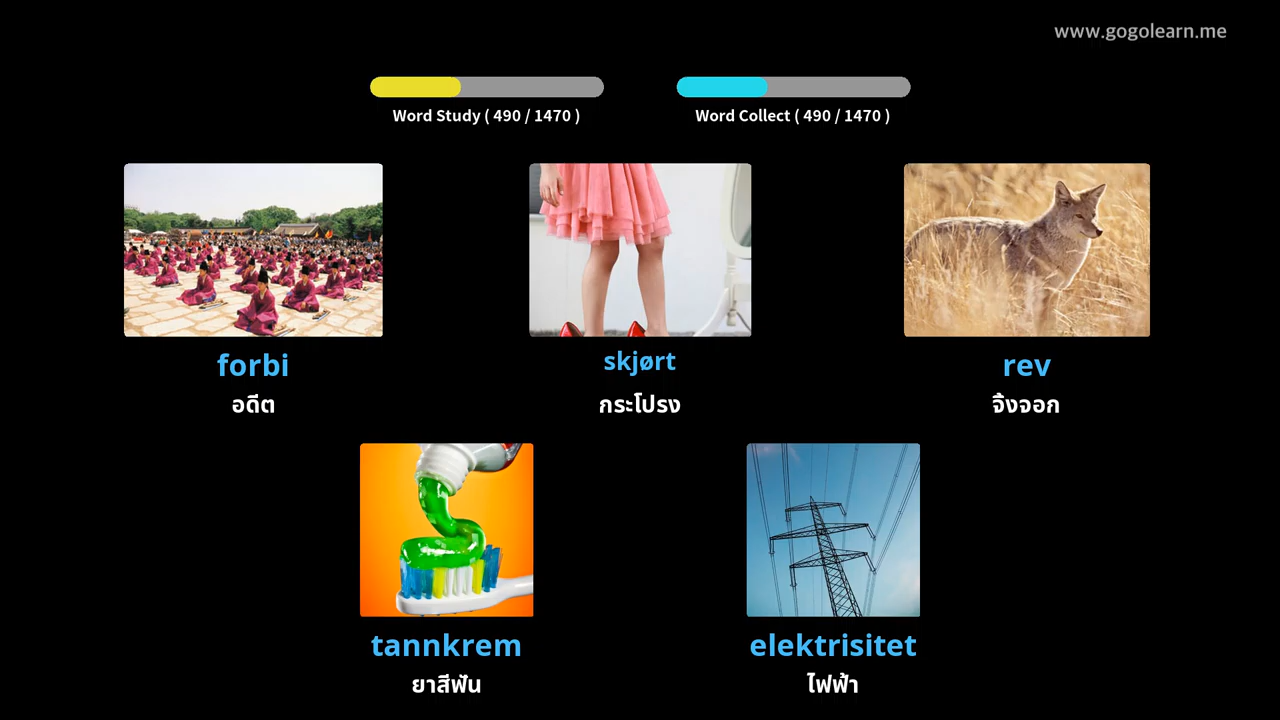 www.gogolearn.me
Word Study ( 490 / 1470 )
Word Collect ( 490 / 1470 )
forbi
อดีต
skjørt
กระโปรง
rev
จิ้งจอก
tannkrem
ยาสีฟัน
elektrisitet
ไฟฟ้า